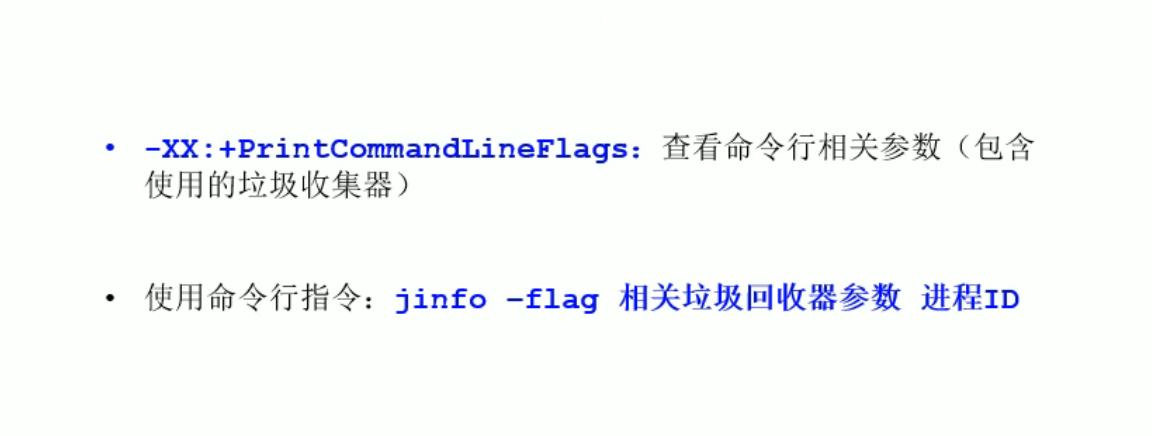 • -XX:+PrintCommandLineFlags：查看命令行相关参数（包含
使用的垃圾收集器）
• 使用命令行指令：jinfo –flag 相关垃圾回收器参数 进程ID